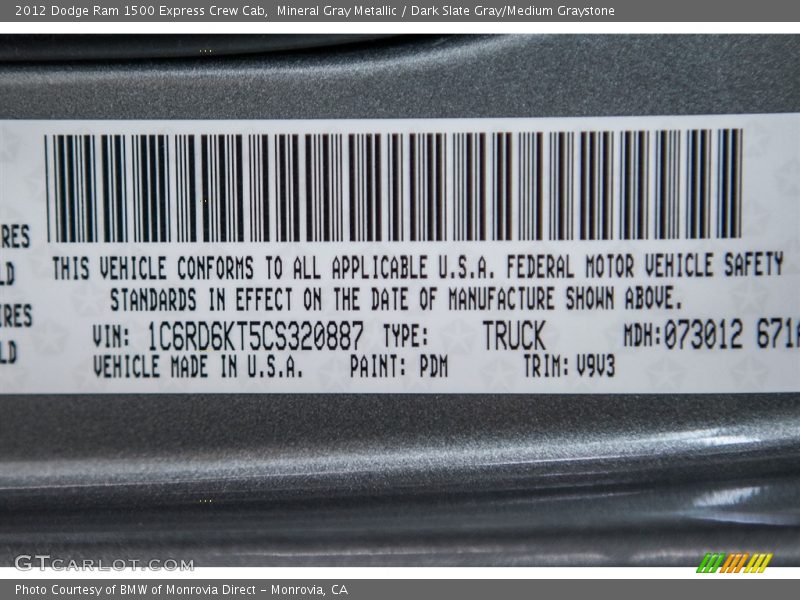 2012 Dodge Ram 1500 Express Crew Cab, Mineral Gray Metallic / Dark Slate Gray/Medium Graystone
THIS VEHICLE CONFORMS TO ALL APPLICABLE U.S.A. FEDERAL MOTOR VEHICLE SAFETY
STANDARDS IN EFFECT ON THE DATE OF MANUFACTURE SHOWN ABOVE.
VIN: 1C6RD6KT5CS320887 TYPE: TRUCK MDH:073012 671
VEHICLE MADE IN U.S.A. PAINT: PDM TRIM: V9V3
GTCARLOT.COM
Photo Courtesy of BMW of Monrovia Direct - Monrovia, CA